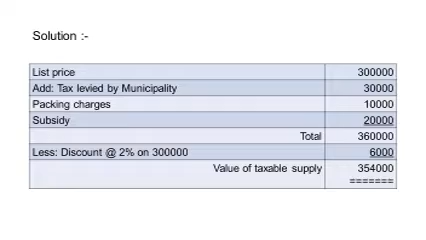 Solution :-
List price 300000
Add: Tax levied by Municipality 30000
Packing charges 10000
Subsidy 20000
Total 360000
Less: Discount @ 2% on 300000 6000
Value of taxable supply 354000
=======